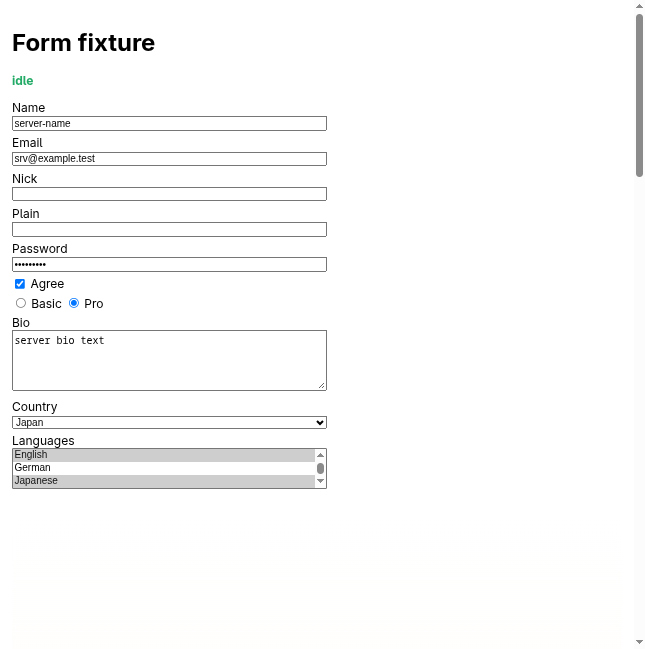 Form fixture
idle
Name
server-name
Email
srv@example.test
Nick
Plain
Password
•••••••••
Agree
Basic Pro
Bio
server bio text
Country
Japan
Languages
English
German
Japanese